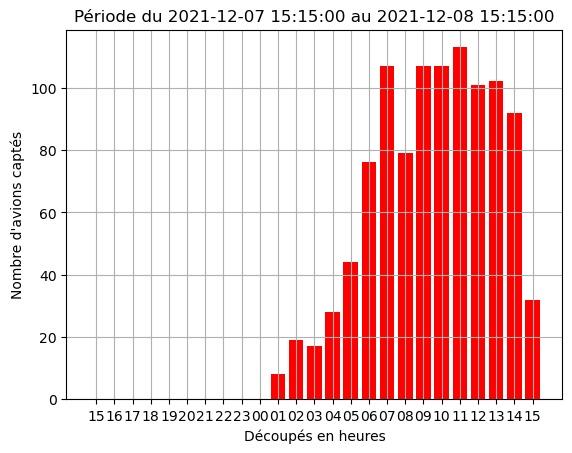 Période du 2021-12-07 15:15:00 au 2021-12-08 15:15:00
Nombre d'avions captés
100
80
60
40
20
0
15 16 17 18 19 20 21 22 23 00 01 02 03 04 05 06 07 08 09 10 11 12 13 14 15
Découpés en heures